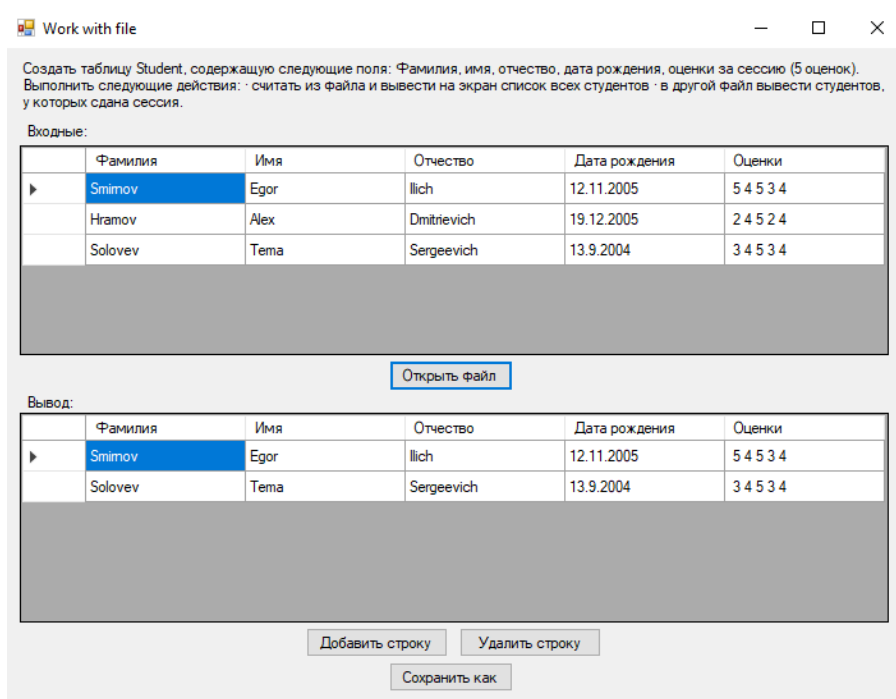 Work with file
Создать таблицу Student, содержащую следующие поля: Фамилия, имя, отчество, дата рождения, оценки за сессию (5 оценок).
Выполнить следующие действия: · считать из файла и вывести на экран список всех студентов · в другой файл вывести студентов,
у которых сдана сессия.
Входные:
Фамилия Имя Отчество Дата рождения Оценки
Smirnov Egor Ilich 12.11.2005 5 4 5 3 4
Hramov Alex Dmitrievich 19.12.2005 2 4 5 2 4
Solovev Tema Sergeevich 13.9.2004 3 4 5 3 4
Открыть файл
Вывод:
Фамилия Имя Отчество Дата рождения Оценки
Smirnov Egor Ilich 12.11.2005 5 4 5 3 4
Solovev Tema Sergeevich 13.9.2004 3 4 5 3 4
Добавить строку Удалить строку
Сохранить как